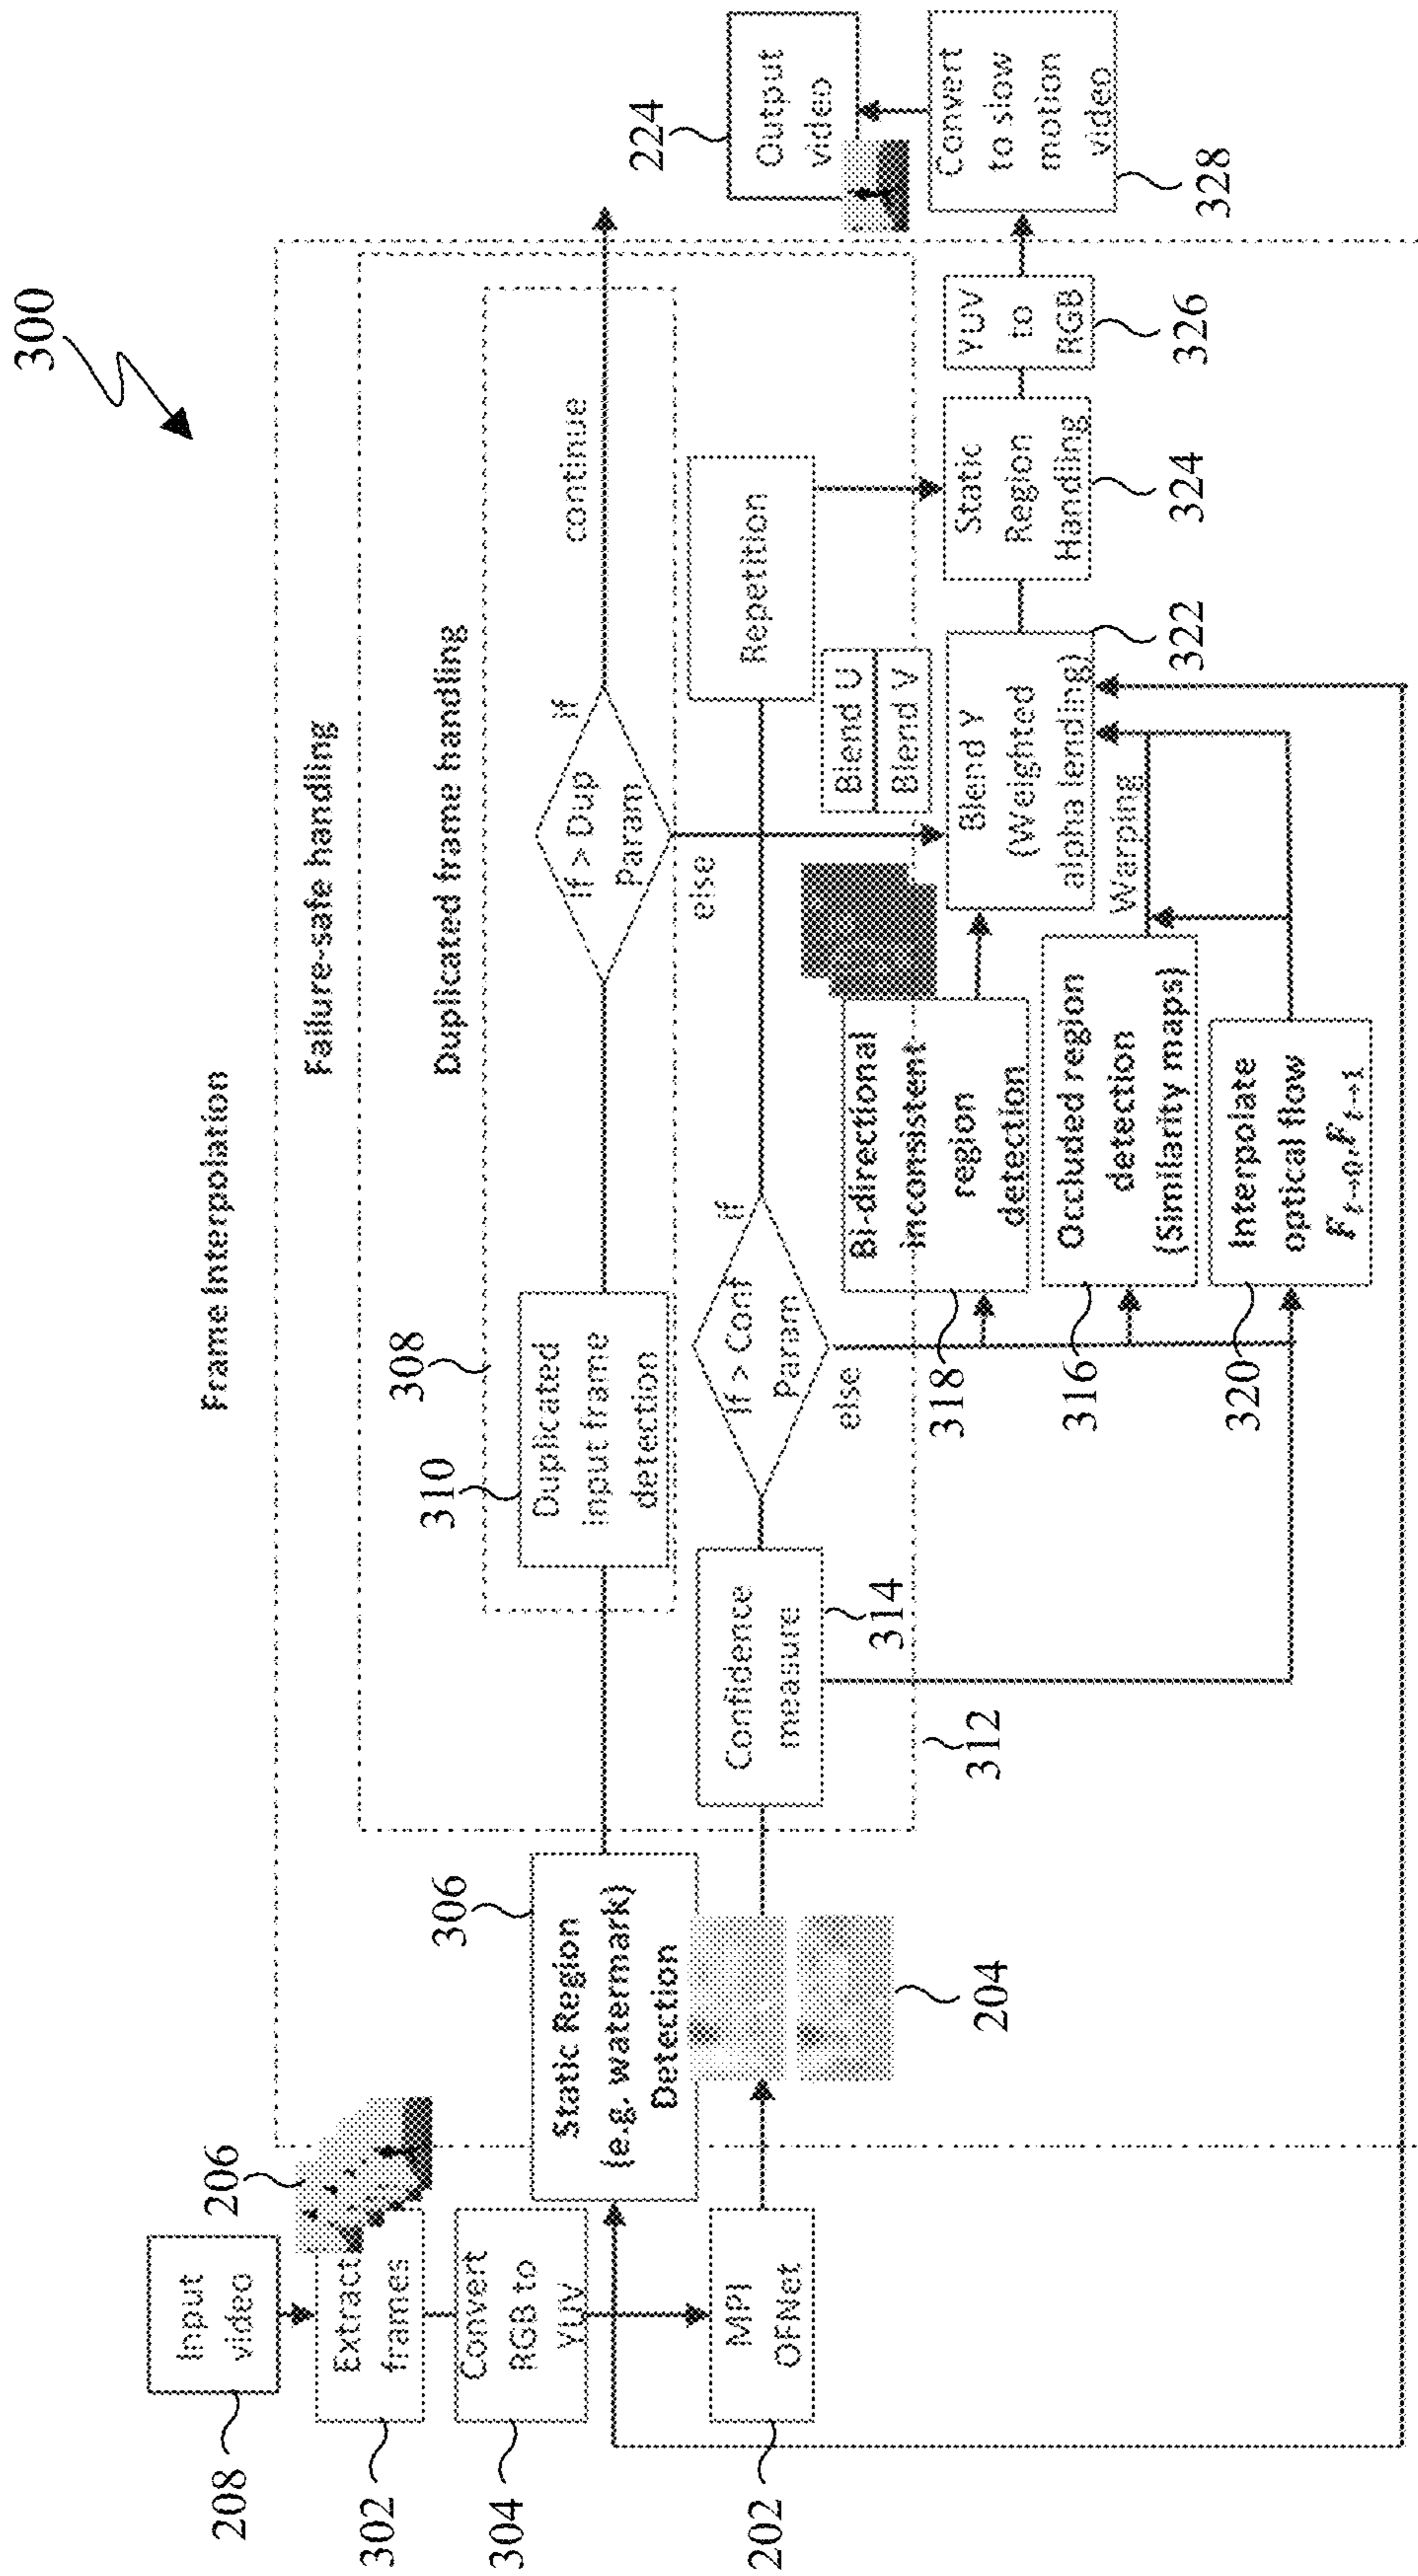 300
Frame Interpolation
Failure-safe handling
Duplicated frame handling
208
Input
video
206
302
Extract
frames
304
Convert
RGB to
YUV
202
MPI
OFNet
306
Static Region
(e.g. watermark)
Detection
204
308
310
Duplicated
input frame
detection
If > Dup
Param
if
continue
else
312
314
Confidence
measure
If > Conf
Param
if
else
Repetition
318
Bi-directional
inconsistent
region
detection
316
Occluded region
detection
(Similarity maps)
320
Interpolate
optical flow
F t→0, F t→1
Warping
Blend U
Blend V
Blend Y
(Weighted
alpha lending)
322
Static
Region
Handling
324
YUV
to
RGB
326
Convert
to slow
motion
video
328
224
Output
video